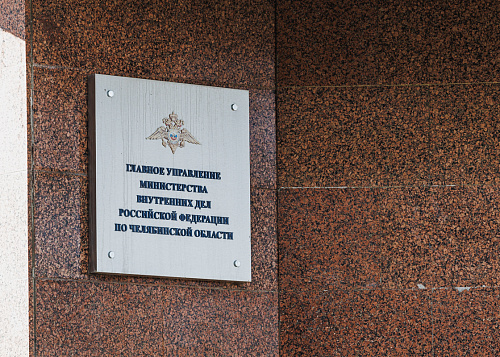 ГЛАВНОЕ УПРАВЛЕНИЕ
МИНИСТЕРСТВА
ВНУТРЕННИХ ДЕЛ
РОССИЙСКОЙ ФЕДЕРАЦИИ
ПО ЧЕЛЯБИНСКОЙ ОБЛАСТИ